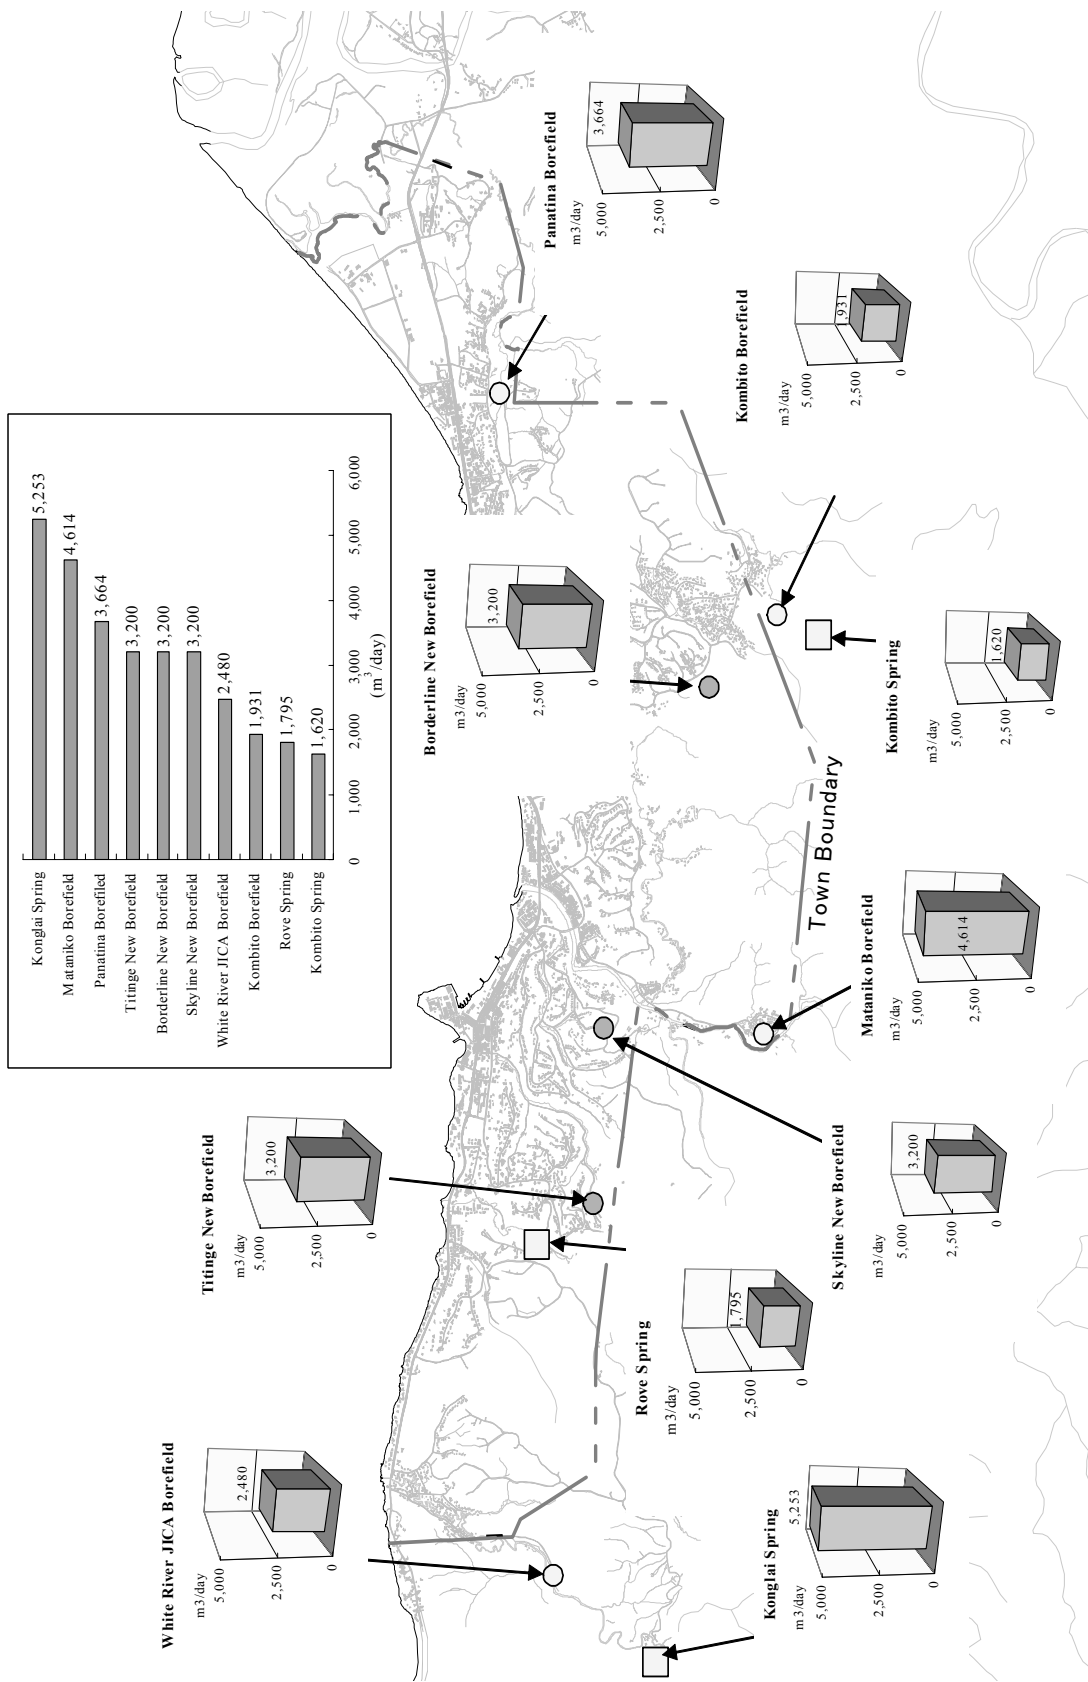 Konglai Spring
5,253
Mataniko Borefield
4,614
Panatina Borefiled
3,664
Titinge New Borefield
3,200
Borderline New Borefield
3,200
Skyline New Borefield
3,200
White River JICA Borefield
2,480
Kombito Borefield
1,931
Rove Spring
1,795
Kombito Spring
1,620
0
1,000
2,000
3,000
4,000
5,000
6,000
(m3/day)
Panatina Borefield
m3/day
5,000
2,500
0
3,664
Kombito Borefield
m3/day
5,000
2,500
0
1,931
Borderline New Borefield
m3/day
5,000
2,500
0
3,200
Kombito Spring
m3/day
5,000
2,500
0
1,620
Town Boundary
Mataniko Borefield
m3/day
5,000
2,500
0
4,614
Titinge New Borefield
m3/day
5,000
2,500
0
3,200
Skyline New Borefield
m3/day
5,000
2,500
0
3,200
Rove Spring
m3/day
5,000
2,500
0
1,795
White River JICA Borefield
m3/day
5,000
2,500
0
2,480
Konglai Spring
m3/day
5,000
2,500
0
5,253